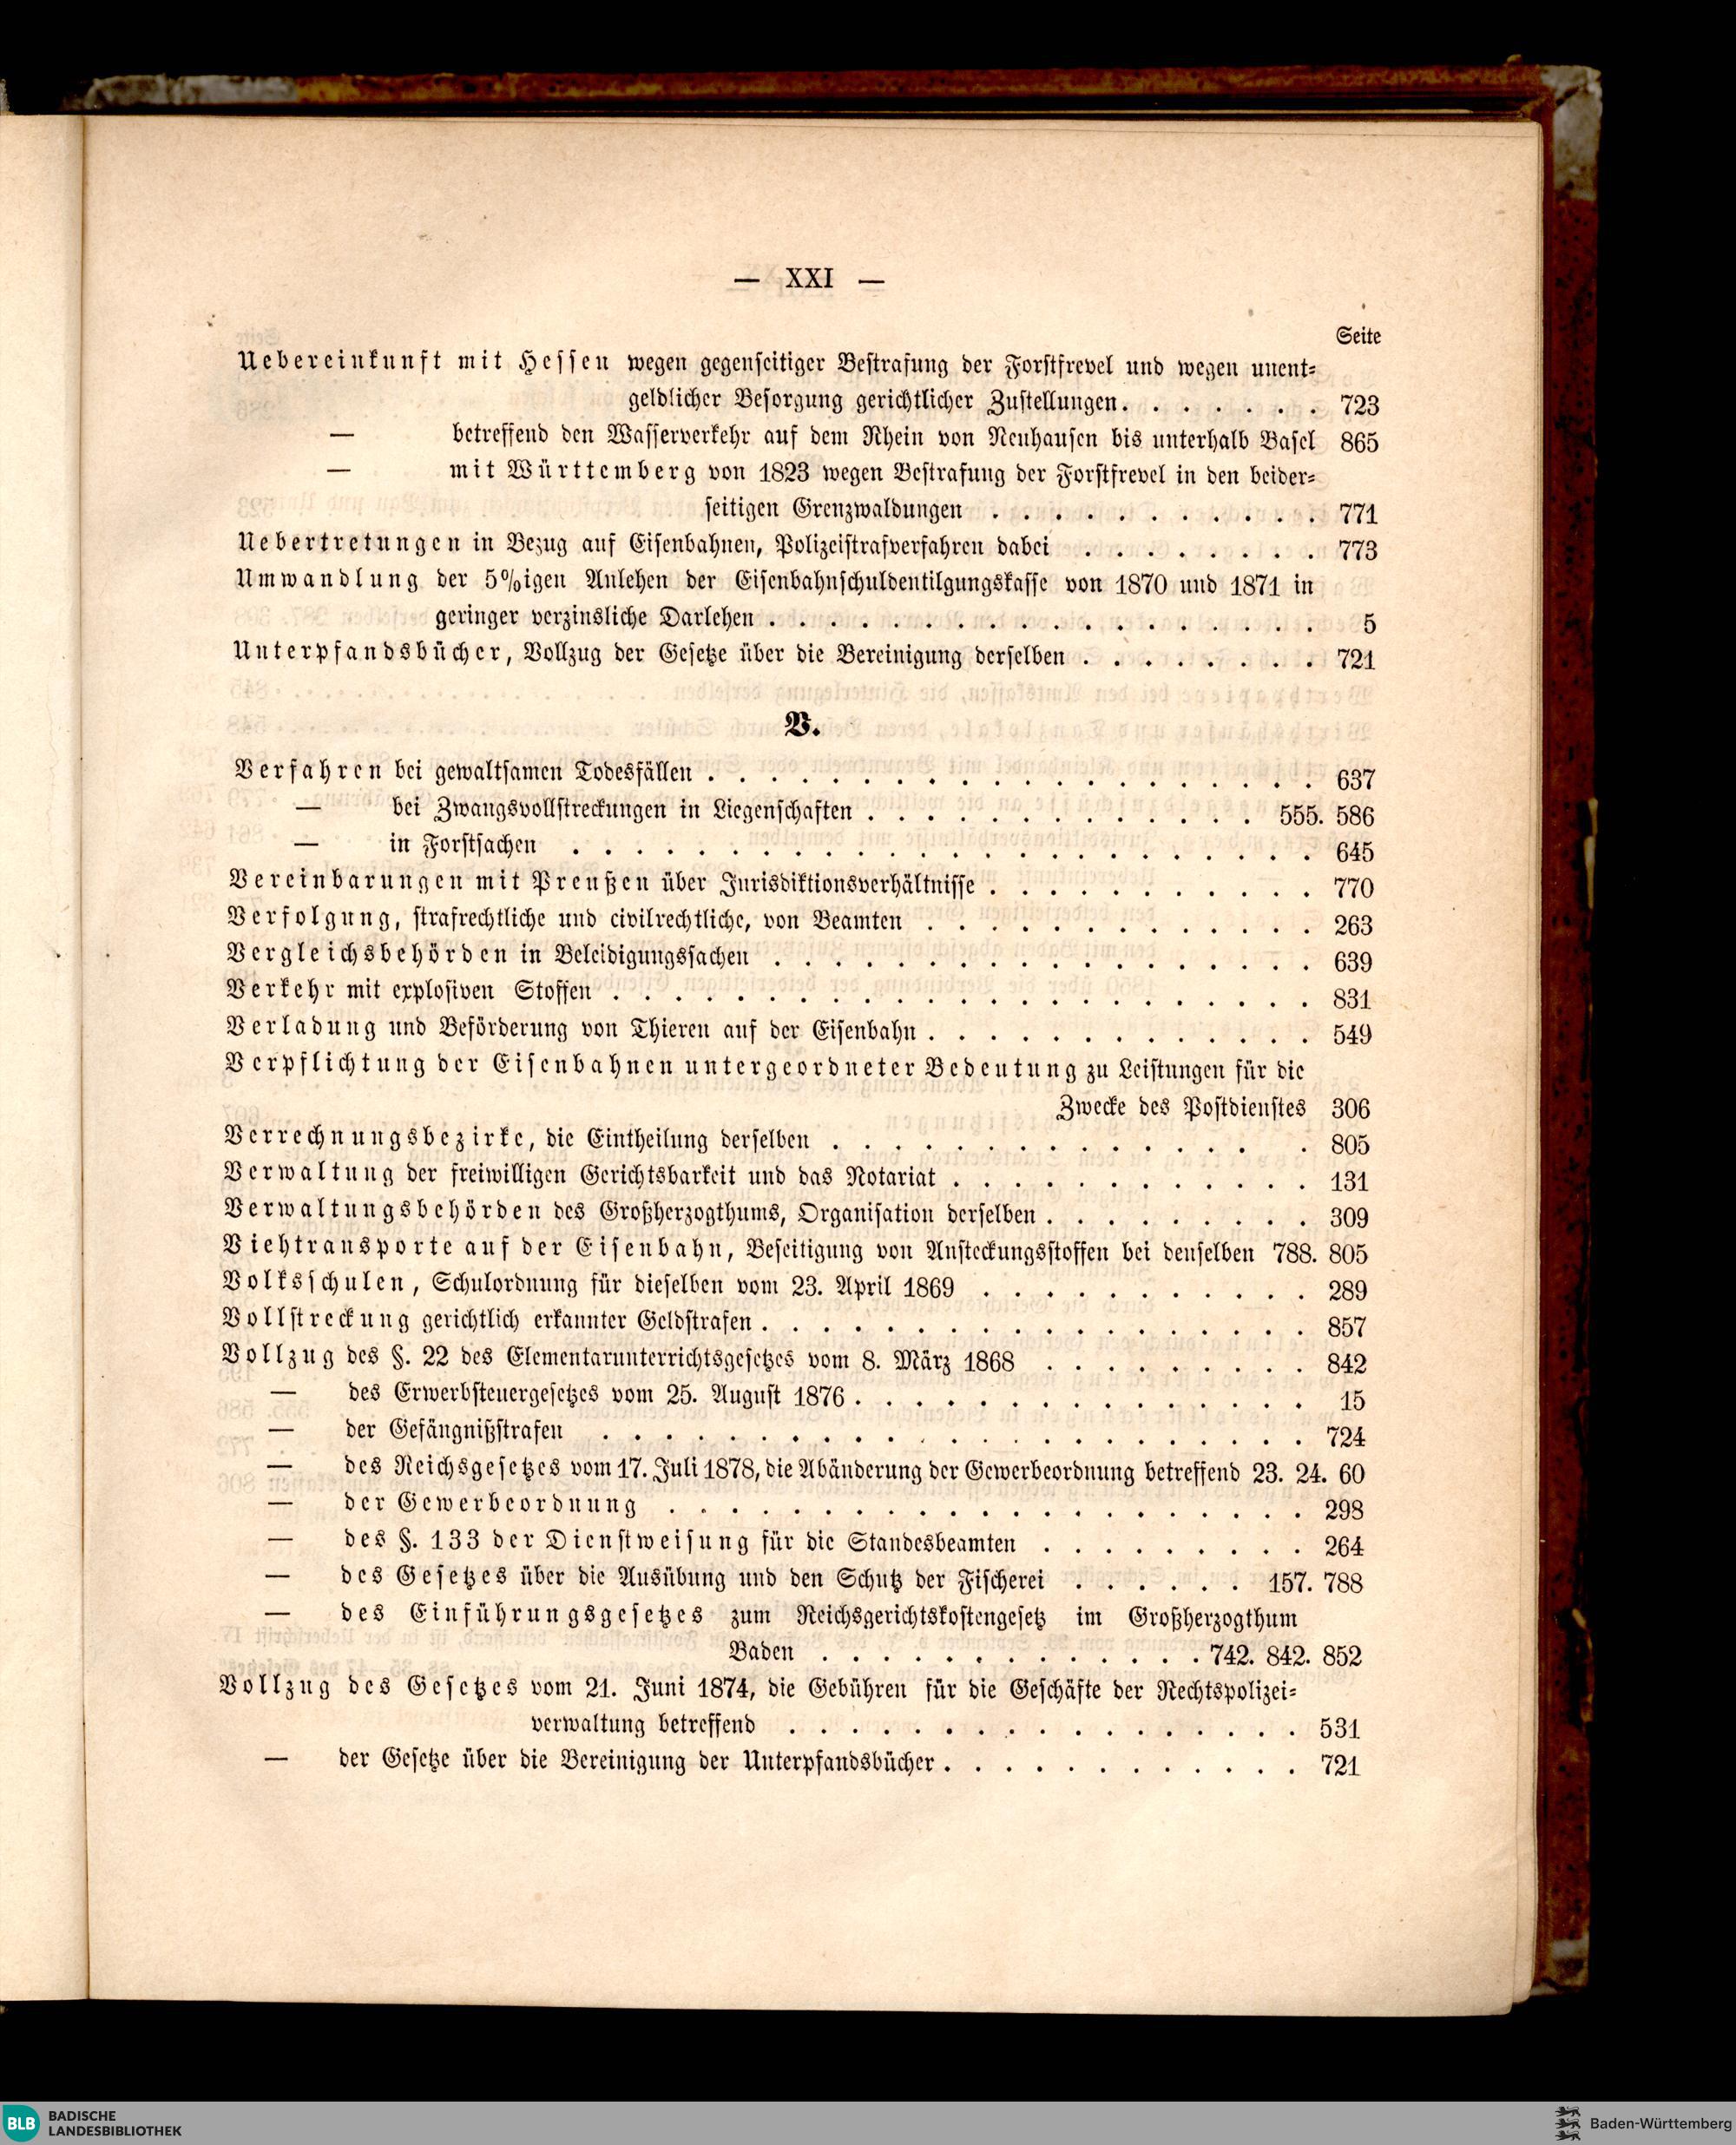 — XXI —
Seite
Uebereinkunft mit Hessen wegen gegenseitiger Bestrafung der Forstfrevel und wegen unent-
geldlicher Besorgung gerichtlicher Zustellungen. . . . . . . 723
— betreffend den Wasserverkehr auf dem Rhein von Neuhausen bis unterhalb Basel 865
— mit Württemberg von 1823 wegen Bestrafung der Forstfrevel in den beider-
seitigen Grenzwaldungen . . . . . . . . . . . 771
Uebertretungen in Bezug auf Eisenbahnen, Polizeistrafverfahren dabei . . . . . . . . 773
Umwandlung der 5%igen Anlehen der Eisenbahnschuldentilgungskasse von 1870 und 1871 in
geringer verzinsliche Darlehen . . . . . . . . . . . . . . . . . . 5
Unterpfandsbücher, Vollzug der Gesetze über die Bereinigung derselben . . . . . . . . 721
V.
Verfahren bei gewaltsamen Todesfällen . . . . . . . . . . . . . . . . . . . . 637
— bei Zwangsvollstreckungen in Liegenschaften . . . . . . . . . . . . . 555. 586
— in Forstsachen . . . . . . . . . . . . . . . . . . . . . . . . 645
Vereinbarungen mit Preußen über Jurisdiktionsverhältnisse . . . . . . . . . . . 770
Verfolgung, strafrechtliche und civilrechtliche, von Beamten . . . . . . . . . . . . . 263
Vergleichsbehörden in Beleidigungssachen . . . . . . . . . . . . . . . . . . 639
Verkehr mit explosiven Stoffen . . . . . . . . . . . . . . . . . . . . . . . 831
Verladung und Beförderung von Thieren auf der Eisenbahn . . . . . . . . . . . . . 549
Verpflichtung der Eisenbahnen untergeordneter Bedeutung zu Leistungen für die
Zwecke des Postdienstes 306
Verrechnungsbezirke, die Eintheilung derselben . . . . . . . . . . . . . . . 805
Verwaltung der freiwilligen Gerichtsbarkeit und das Notariat . . . . . . . . . . . . 131
Verwaltungsbehörden des Großherzogthums, Organisation derselben . . . . . . . . . 309
Viehtransporte auf der Eisenbahn, Beseitigung von Ansteckungsstoffen bei denselben 788. 805
Volksschulen, Schulordnung für dieselben vom 23. April 1869 . . . . . . . . . . . 289
Vollstreckung gerichtlich erkannter Geldstrafen . . . . . . . . . . . . . . . . . . 857
Vollzug des §. 22 des Elementarunterrichtsgesetzes vom 8. März 1868 . . . . . . . . . 842
— des Erwerbsteuergesetzes vom 25. August 1876 . . . . . . . . . . . . . . . 15
— der Gefängnißstrafen . . . . . . . . . . . . . . . . . . . . . . . 724
— des Reichsgesetzes vom 17. Juli 1878, die Abänderung der Gewerbeordnung betreffend 23. 24. 60
— der Gewerbeordnung . . . . . . . . . . . . . . . . . . . . . 298
— des §. 133 der Dienstweisung für die Standesbeamten . . . . . . . . . 264
— des Gesetzes über die Ausübung und den Schutz der Fischerei . . . . . . 157. 788
— des Einführungsgesetzes zum Reichsgerichtskostengesetz im Großherzogthum
Baden . . . . . . . . . . . . . 742. 842. 852
Vollzug des Gesetzes vom 21. Juni 1874, die Gebühren für die Geschäfte der Rechtspolizei-
verwaltung betreffend . . . . . . . . . . . . . . . . . 531
— der Gesetze über die Bereinigung der Unterpfandsbücher . . . . . . . . . . . . 721
BLB BADISCHE
LANDESBIBLIOTHEK
Baden-Württemberg